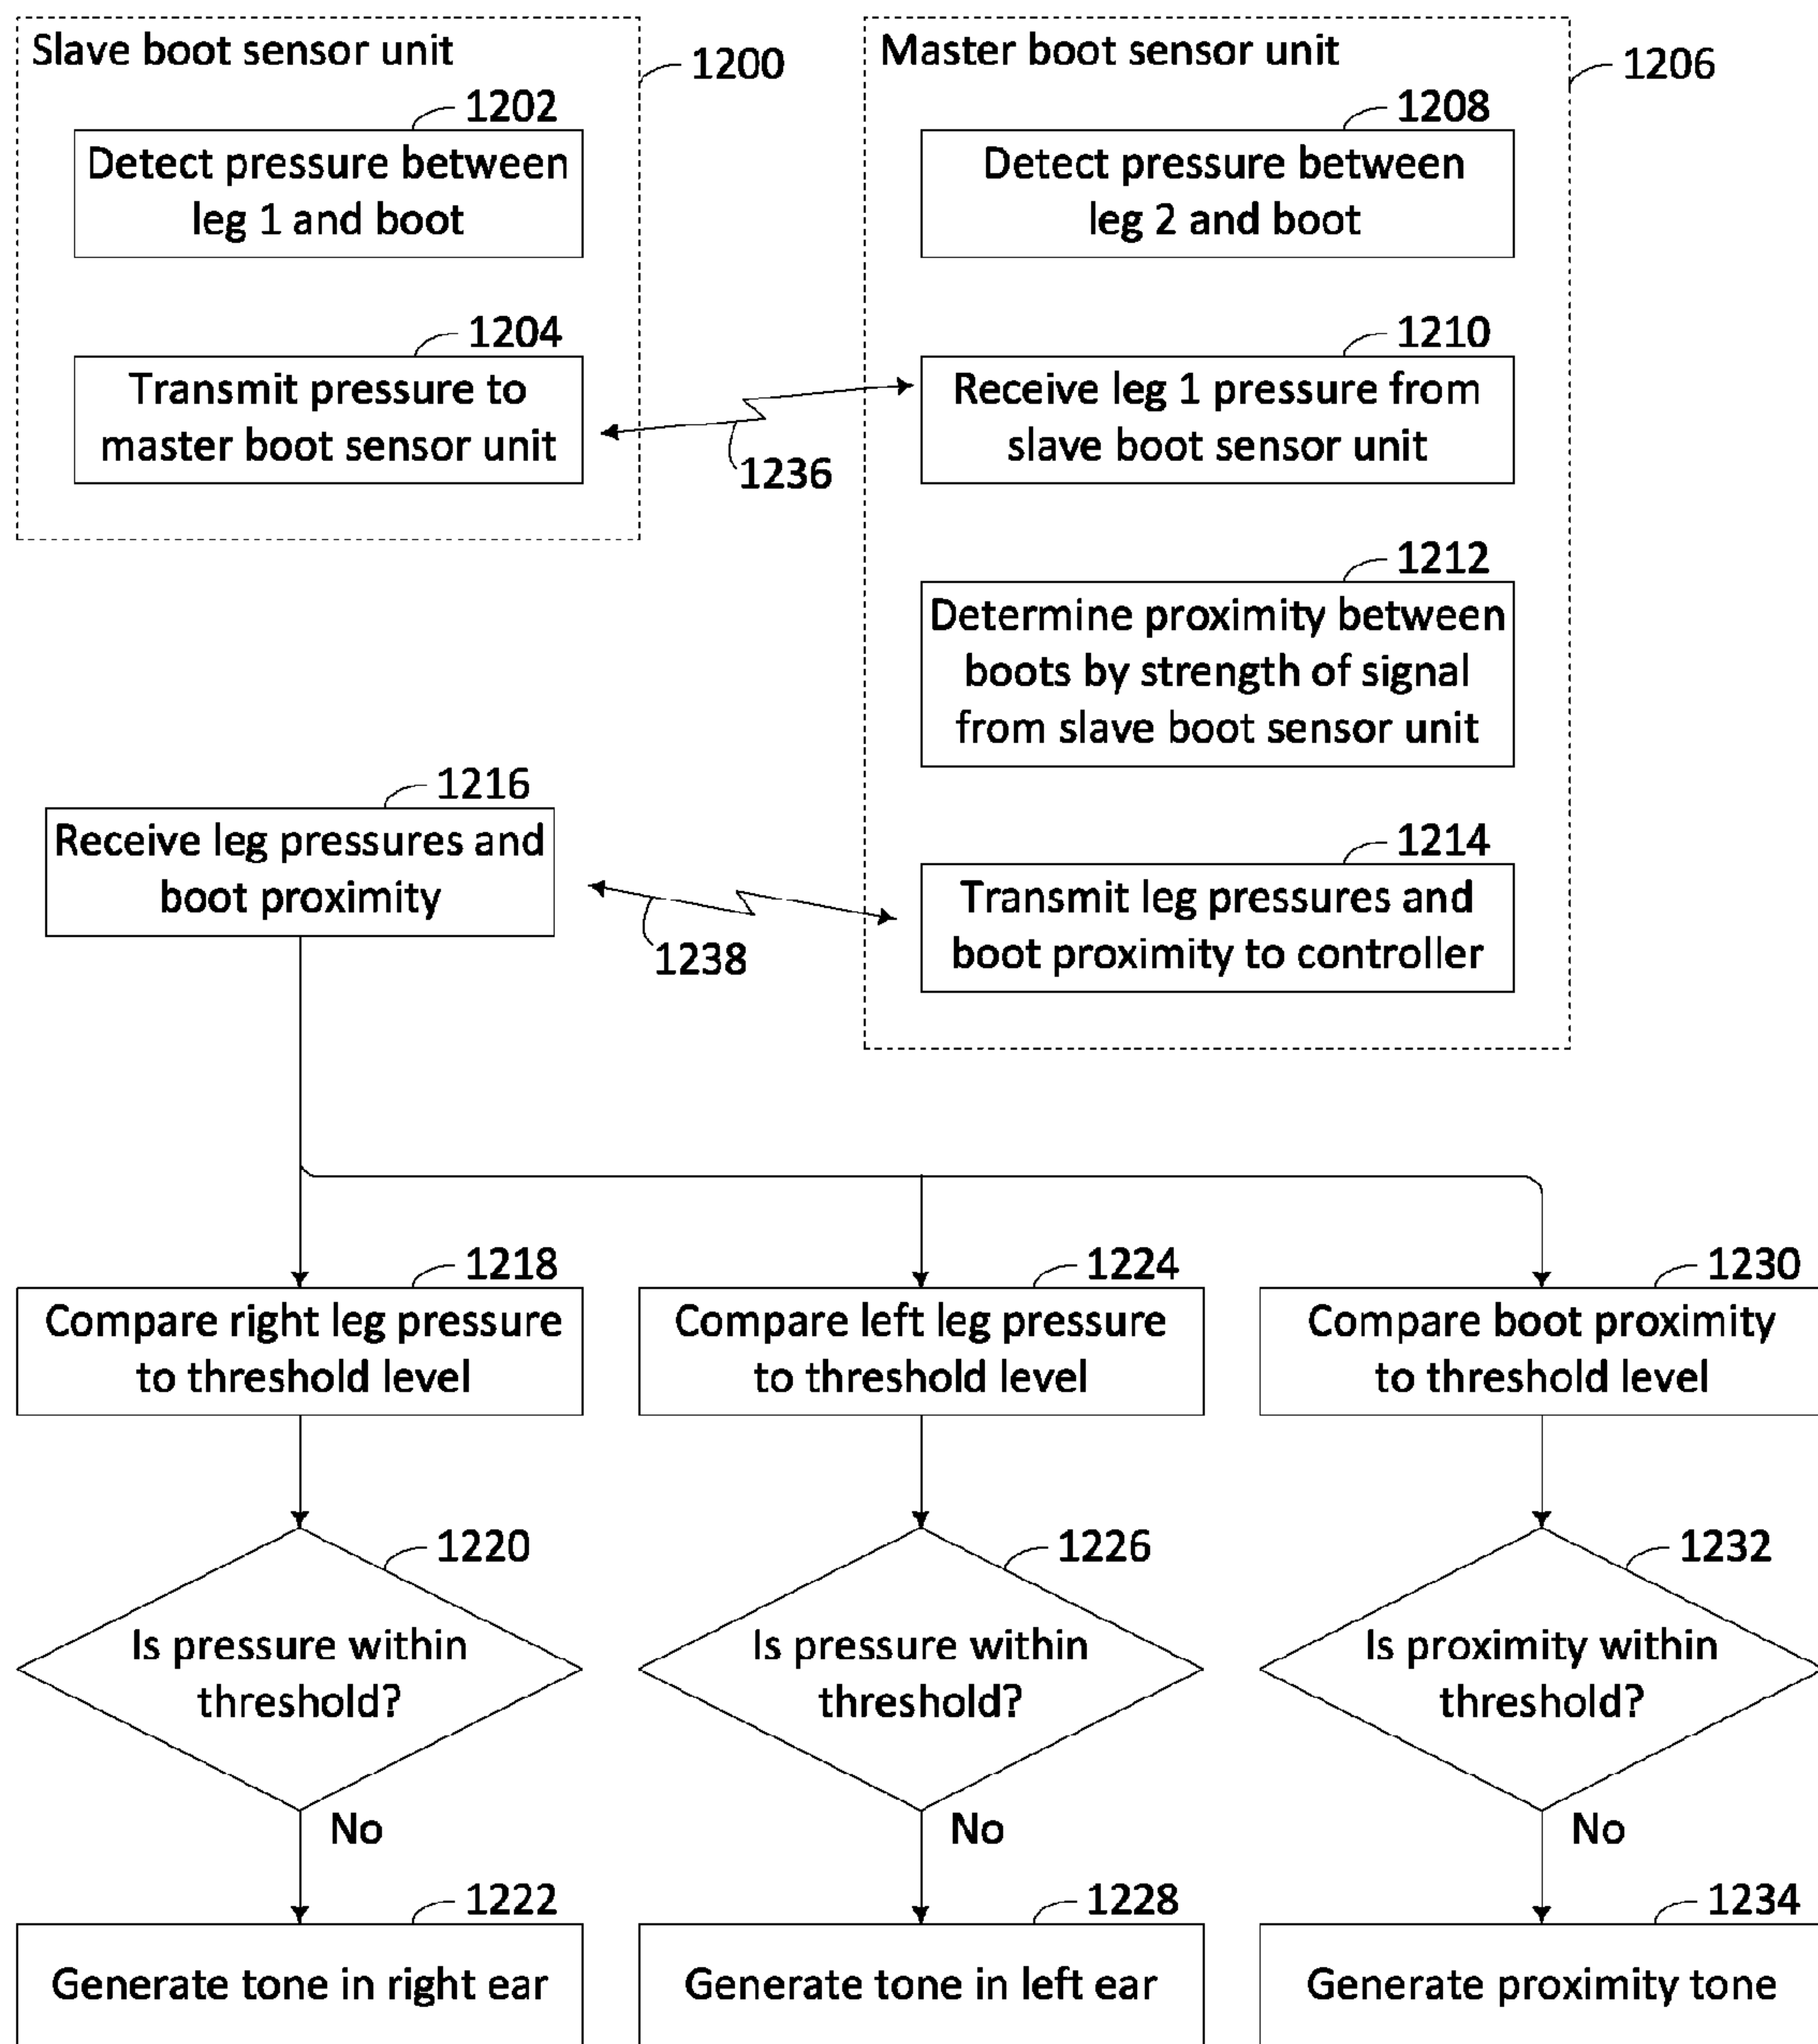 Slave boot sensor unit
1200
1202
Detect pressure between
leg 1 and boot
1204
Transmit pressure to
master boot sensor unit
1236
Master boot sensor unit
1206
1208
Detect pressure between
leg 2 and boot
1210
Receive leg 1 pressure from
slave boot sensor unit
1212
Determine proximity between
boots by strength of signal
from slave boot sensor unit
1214
Transmit leg pressures and
boot proximity to controller
1216
Receive leg pressures and
boot proximity
1238
1218
Compare right leg pressure
to threshold level
1220
Is pressure within
threshold?
No
1222
Generate tone in right ear
1224
Compare left leg pressure
to threshold level
1226
Is pressure within
threshold?
No
1228
Generate tone in left ear
1230
Compare boot proximity
to threshold level
1232
Is proximity within
threshold?
No
1234
Generate proximity tone